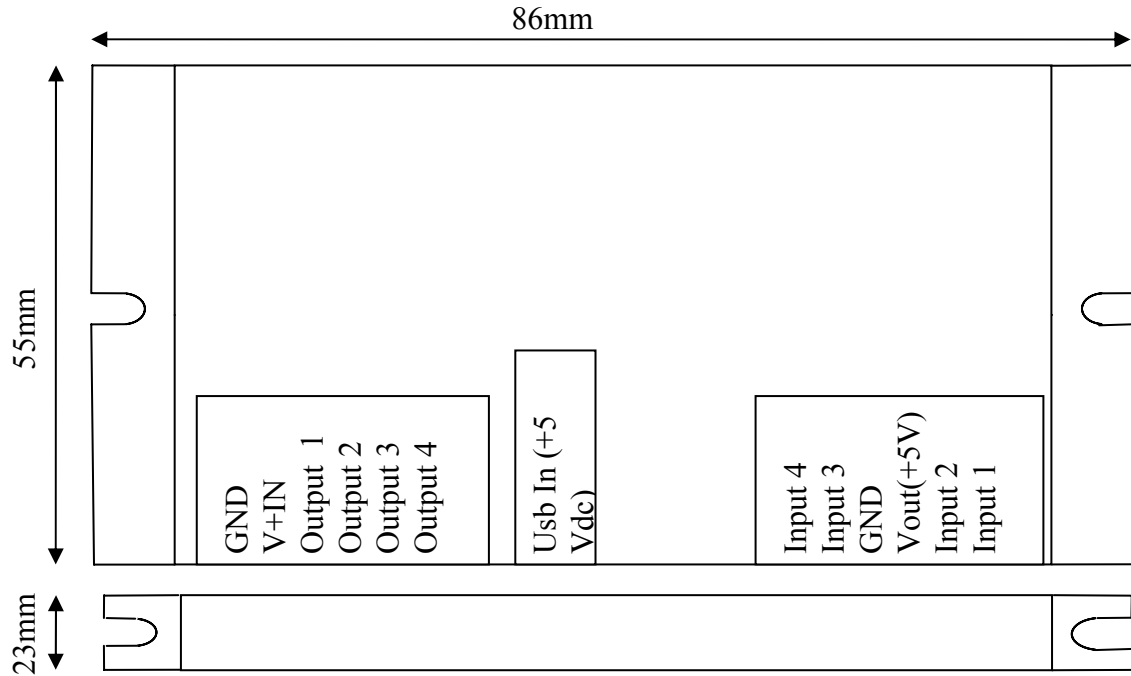 86mm
55mm
GND
V+IN
Output 1
Output 2
Output 3
Output 4
Usb In (+5
Vdc)
Input 4
Input 3
GND
Vout(+5V)
Input 2
Input 1
23mm